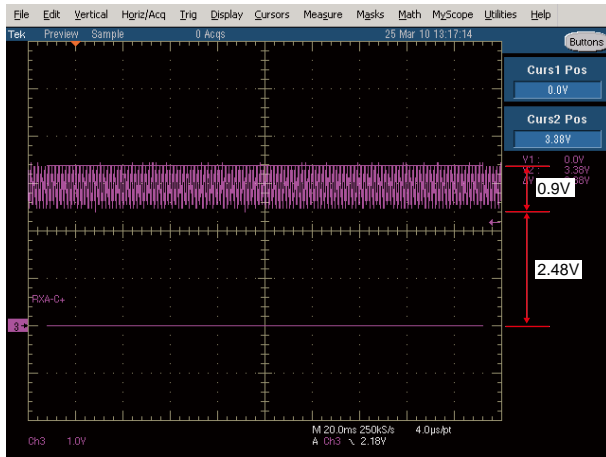 File Edit Vertical Horiz/Acq Trig Display Cursors Measure Masks Math MyScope Utilities Help
Tek Preview Sample 0 Acqs 25 Mar 10 13:17:14
Buttons
Curs1 Pos
0.0V
Curs2 Pos
3.38V
V1 : 0.0V
3.38V
0.9V
2.48V
RXA-C+
3
M 20.0ms 250kS/s 4.0µs/pt
Ch3 1.0V A Ch3 2.18V